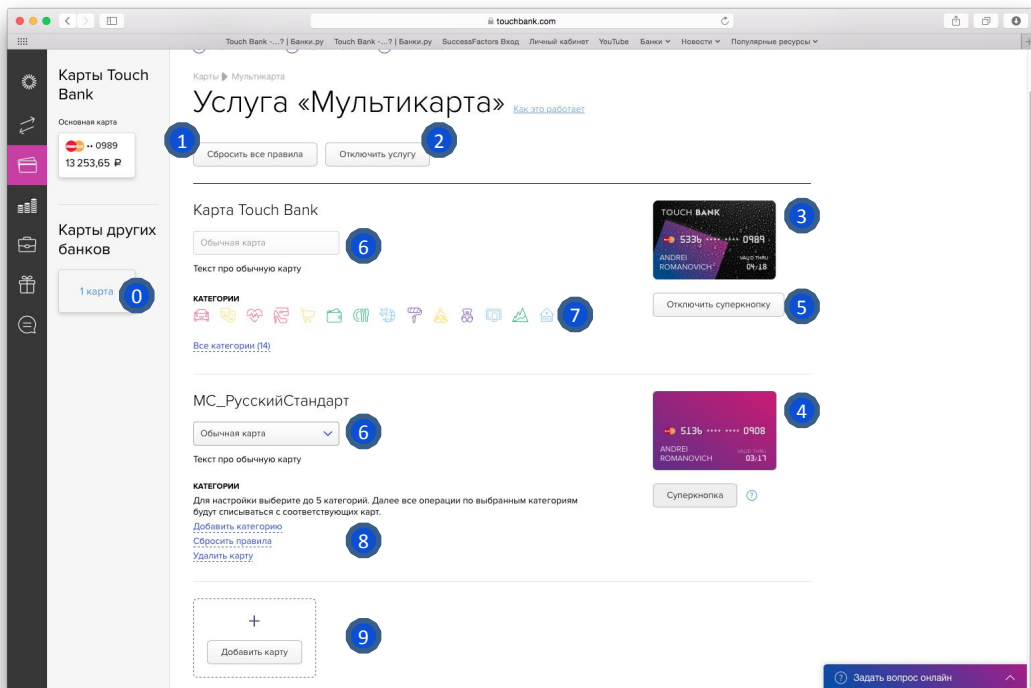 touchbank.com
Touch Bank -...? | Банки.ру Touch Bank -...? | Банки.ру SuccessFactors Вход Личный кабинет YouTube Банки Новости Популярные ресурсы
Карты Touch
Bank
Основная карта
•• 0989
13 253,65 ₽
Карты других
банков
1 карта
0
Карты Мультикарта
Услуга «Мультикарта» Как это работает
1
Сбросить все правила
Отключить услугу
2
Карта Touch Bank
Обычная карта
6
Текст про обычную карту
КАТЕГОРИИ
7
Все категории (14)
TOUCH BANK
5336 •••• •••• 0989
ANDREI VALID THRU
ROMANOVICH 04/18
3
Отключить суперкнопку
5
МС_РусскийСтандарт
Обычная карта
6
Текст про обычную карту
КАТЕГОРИИ
Для настройки выберите до 5 категорий. Далее все операции по выбранным категориям
будут списываться с соответствующих карт.
Добавить категорию
Сбросить правила
Удалить карту
8
5136 •••• •••• 0908
ANDREI VALID THRU
ROMANOVICH 03/17
4
Суперкнопка ?
+
Добавить карту
9
? Задать вопрос онлайн